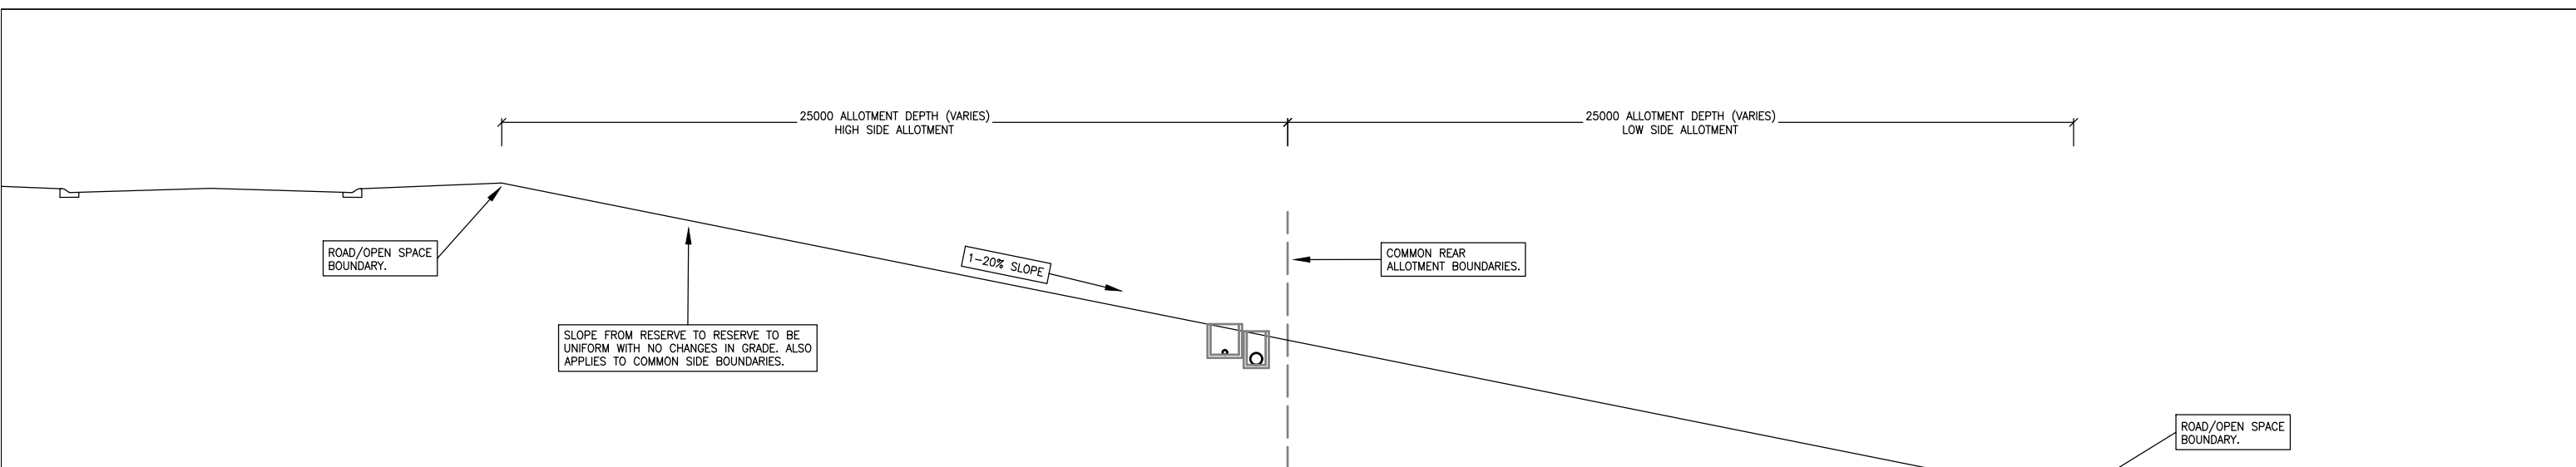 25000 ALLOTMENT DEPTH (VARIES)
HIGH SIDE ALLOTMENT
25000 ALLOTMENT DEPTH (VARIES)
LOW SIDE ALLOTMENT
ROAD/OPEN SPACE
BOUNDARY.
1-20% SLOPE
COMMON REAR
ALLOTMENT BOUNDARIES.
SLOPE FROM RESERVE TO RESERVE TO BE
UNIFORM WITH NO CHANGES IN GRADE. ALSO
APPLIES TO COMMON SIDE BOUNDARIES.
ROAD/OPEN SPACE
BOUNDARY.